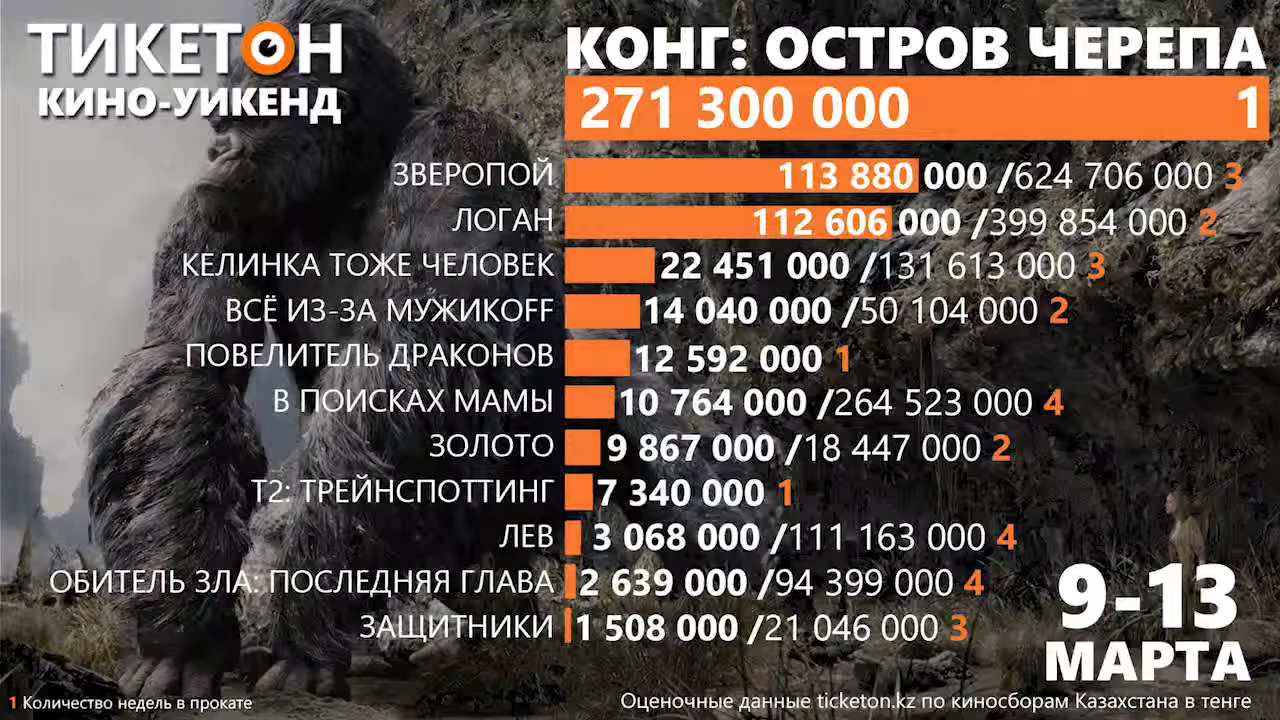 ТИКЕТОН
КИНО-УИКЕНД
КОНГ: ОСТРОВ ЧЕРЕПА
271 300 000 1
ЗВЕРОПОЙ 113 880 000 /624 706 000 3
ЛОГАН 112 606 000 /399 854 000 2
КЕЛИНКА ТОЖЕ ЧЕЛОВЕК 22 451 000 /131 613 000 3
ВСЁ ИЗ-ЗА МУЖИКОFF 14 040 000 /50 104 000 2
ПОВЕЛИТЕЛЬ ДРАКОНОВ 12 592 000 1
В ПОИСКАХ МАМЫ 10 764 000 /264 523 000 4
ЗОЛОТО 9 867 000 /18 447 000 2
Т2: ТРЕЙНСПОТТИНГ 7 340 000 1
ЛЕВ 3 068 000 /111 163 000 4
ОБИТЕЛЬ ЗЛА: ПОСЛЕДНЯЯ ГЛАВА 2 639 000 /94 399 000 4
ЗАЩИТНИКИ 1 508 000 /21 046 000 3
9-13
МАРТА
1 Количество недель в прокате
Оценочные данные ticketon.kz по киносборам Казахстана в тенге